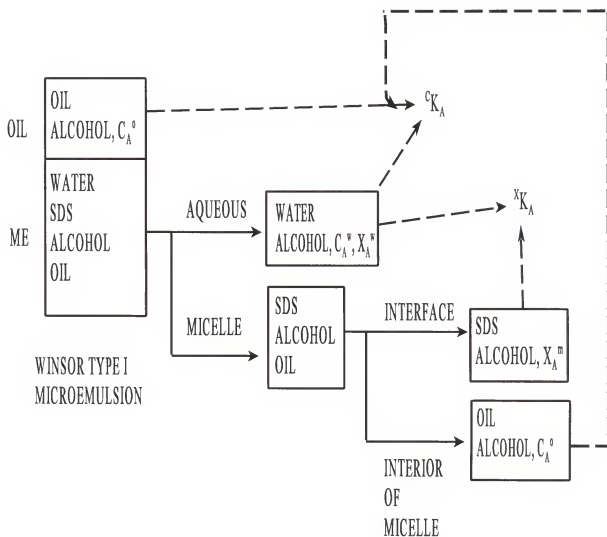 OIL
OIL
ALCOHOL, C_A^o
ME
WATER
SDS
ALCOHOL
OIL
WINSOR TYPE I
MICROEMULSION
AQUEOUS
WATER
ALCOHOL, C_A^w, X_A^w
MICELLE
SDS
ALCOHOL
OIL
INTERFACE
SDS
ALCOHOL, X_A^m
INTERIOR
OF
MICELLE
OIL
ALCOHOL, C_A^o
^cK_A
^xK_A